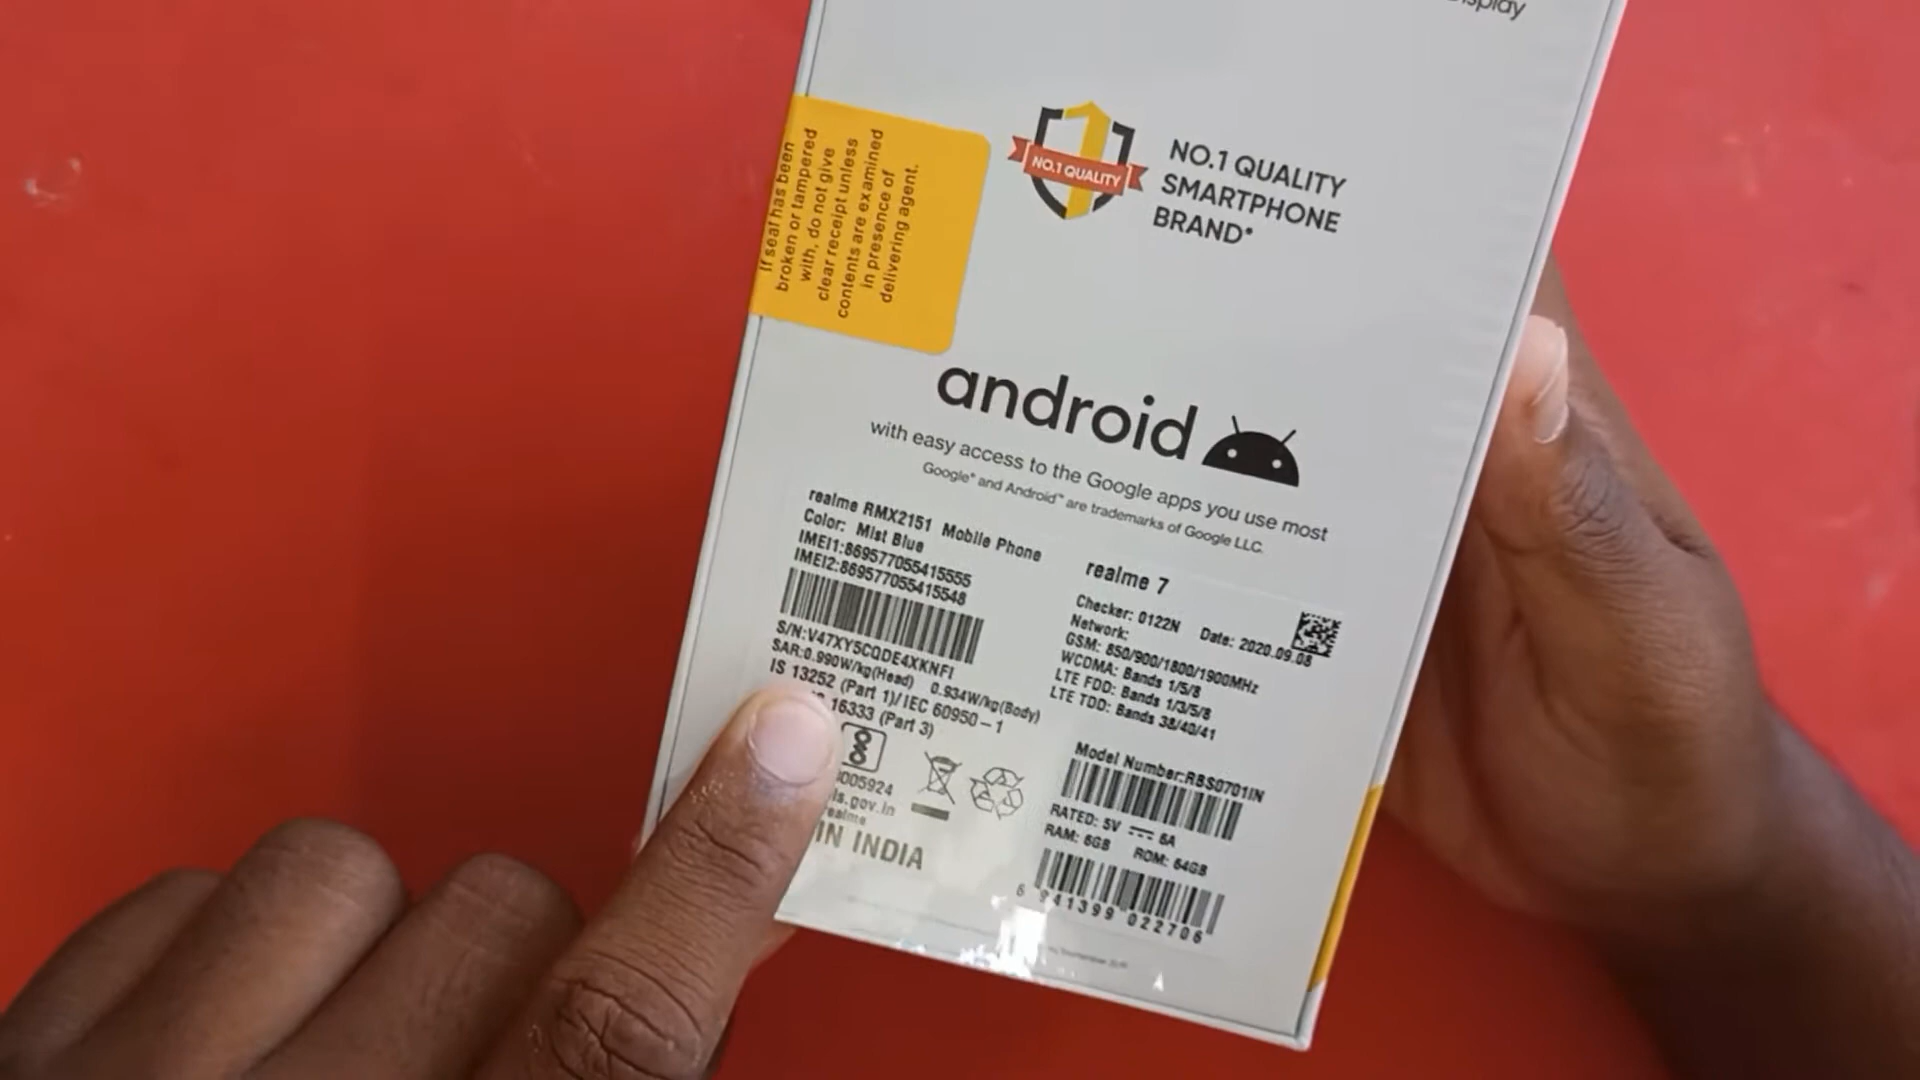 Display
If seal has been
broken or tampered
with, do not give
clear receipt unless
contents are examined
in presence of
delivering agent.
NO.1 QUALITY
NO.1 QUALITY
SMARTPHONE
BRAND*
android
with easy access to the Google apps you use most
Google* and Android™ are trademarks of Google LLC.
realme RMX2151 Mobile Phone
Color: Mist Blue
IMEI1:869577055415555
IMEI2:869577055415548
S/N:V47XY5CQDE4XKNFI
SAR:0.990W/kg(Head) 0.934W/kg(Body)
IS 13252 (Part 1)/ IEC 60950-1
16333 (Part 3)
005924
.gov.in
realme
IN INDIA
realme 7
Checker: 0122N Date: 2020.09.08
Network:
GSM: 850/900/1800/1900MHz
WCDMA: Bands 1/5/8
LTE FDD: Bands 1/3/5/8
LTE TDD: Bands 38/40/41
Model Number:RBS0701IN
RATED: 5V ⎓ 6A
RAM: 6GB ROM: 64GB
6 941399 022706